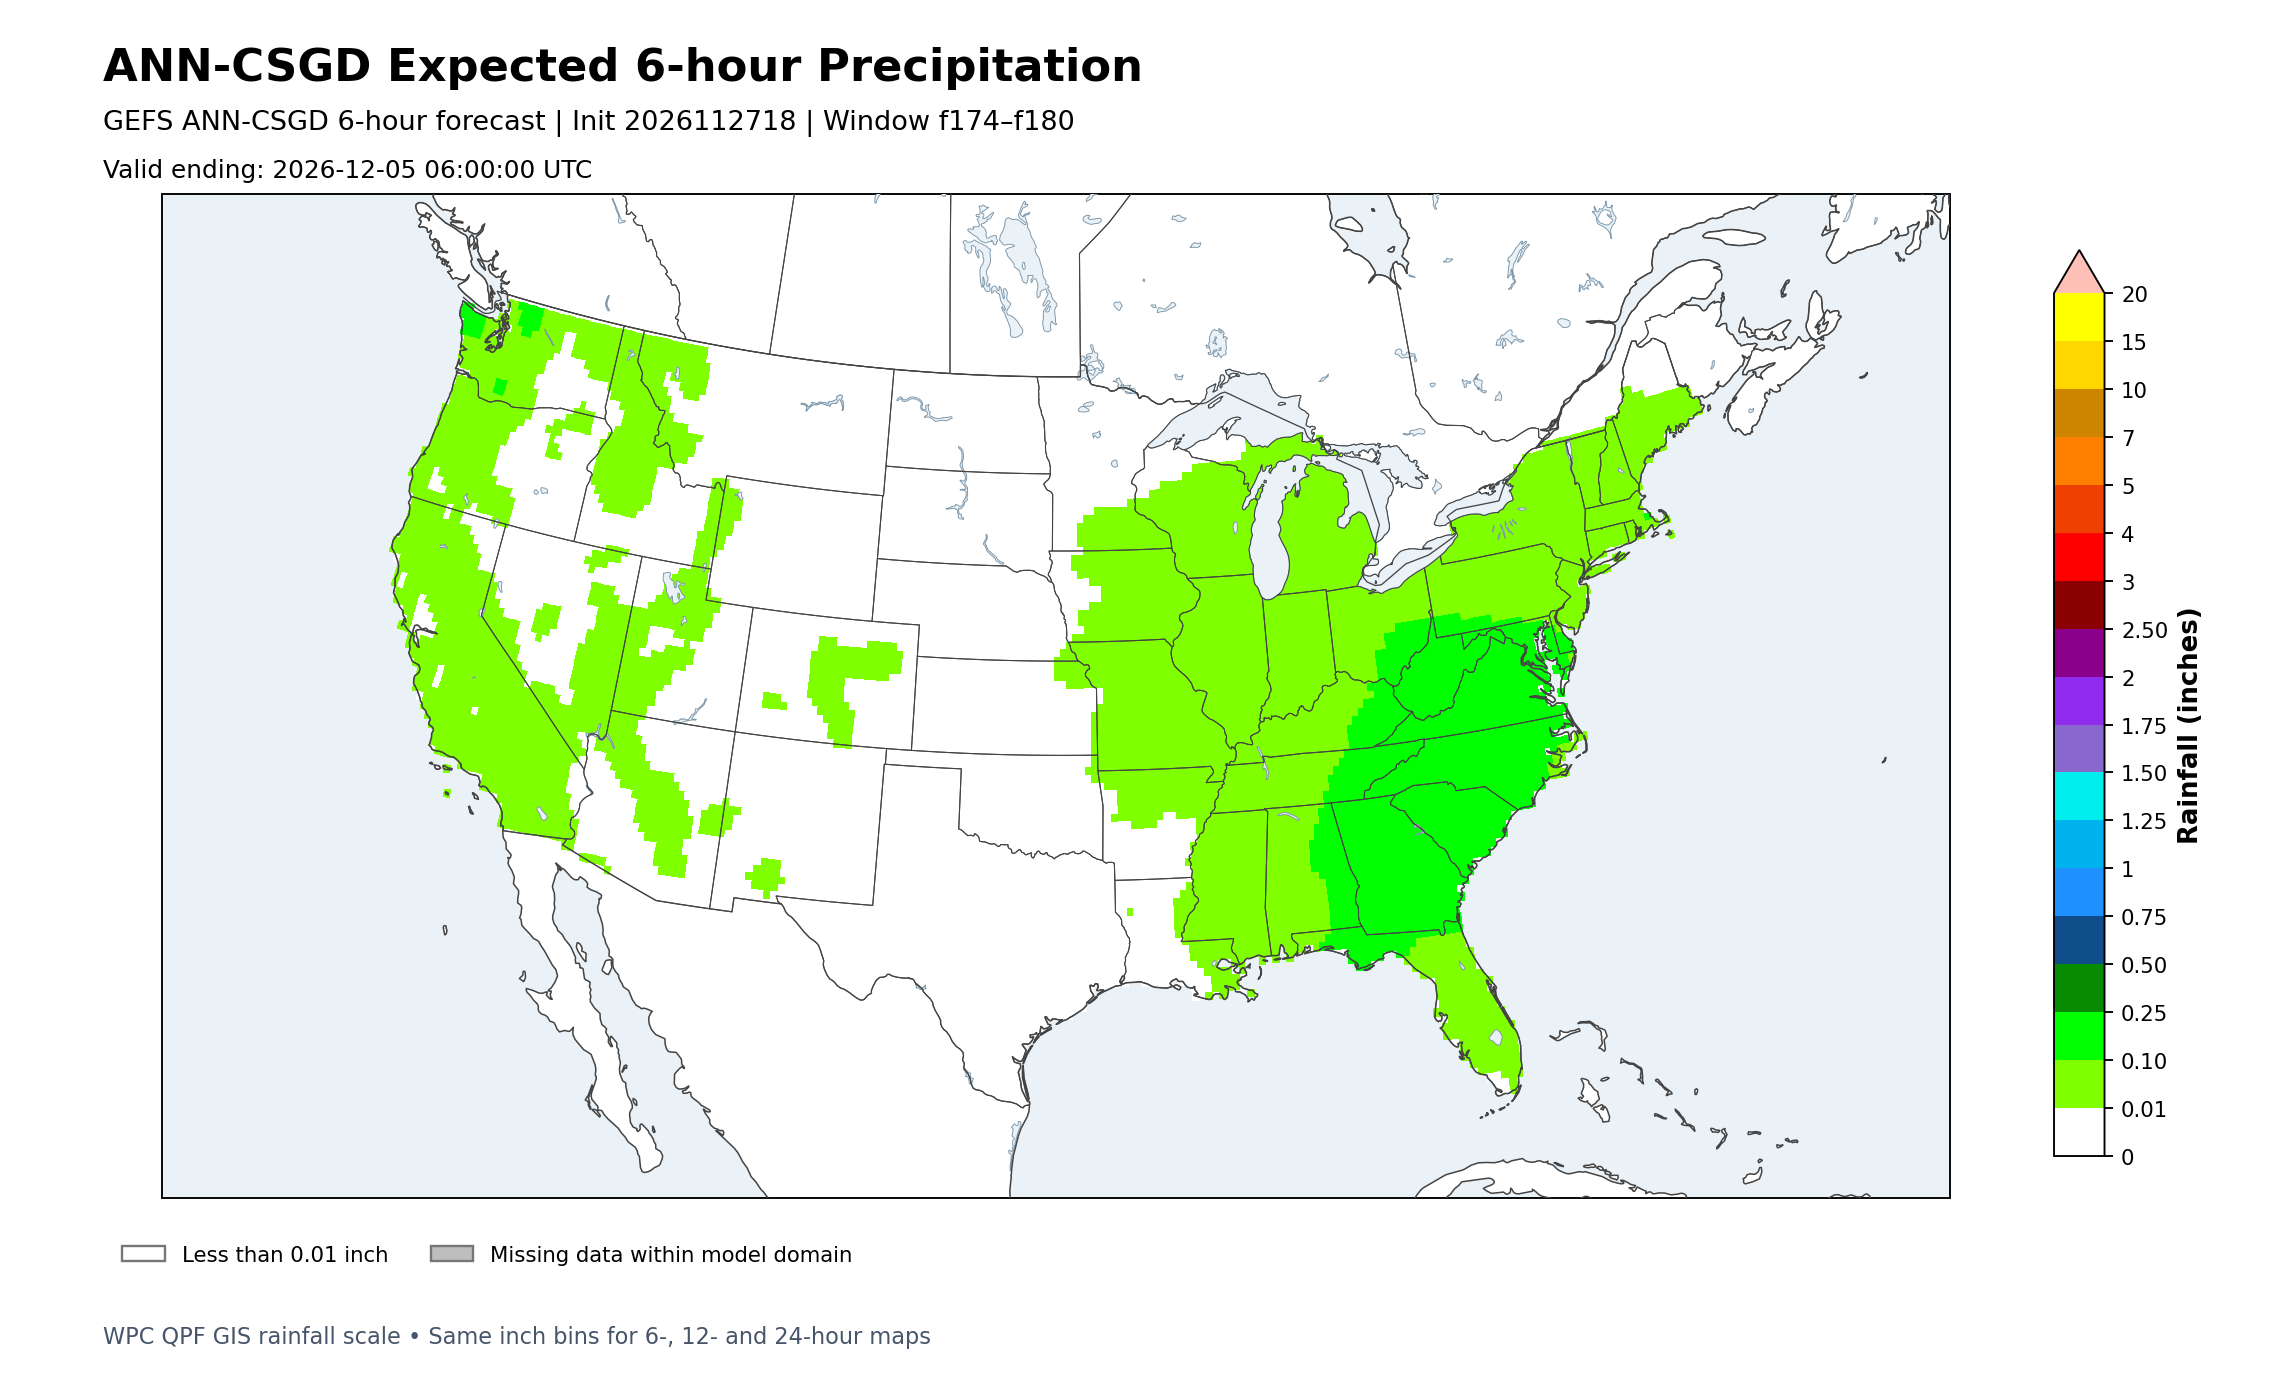 ANN-CSGD Expected 6-hour Precipitation
GEFS ANN-CSGD 6-hour forecast | Init 2026112718 | Window f174–f180
Valid ending: 2026-12-05 06:00:00 UTC
20
15
10
7
5
4
3
2.50
2
1.75
1.50
1.25
1
0.75
0.50
0.25
0.10
0.01
0
Rainfall (inches)
Less than 0.01 inch
Missing data within model domain
WPC QPF GIS rainfall scale • Same inch bins for 6-, 12- and 24-hour maps